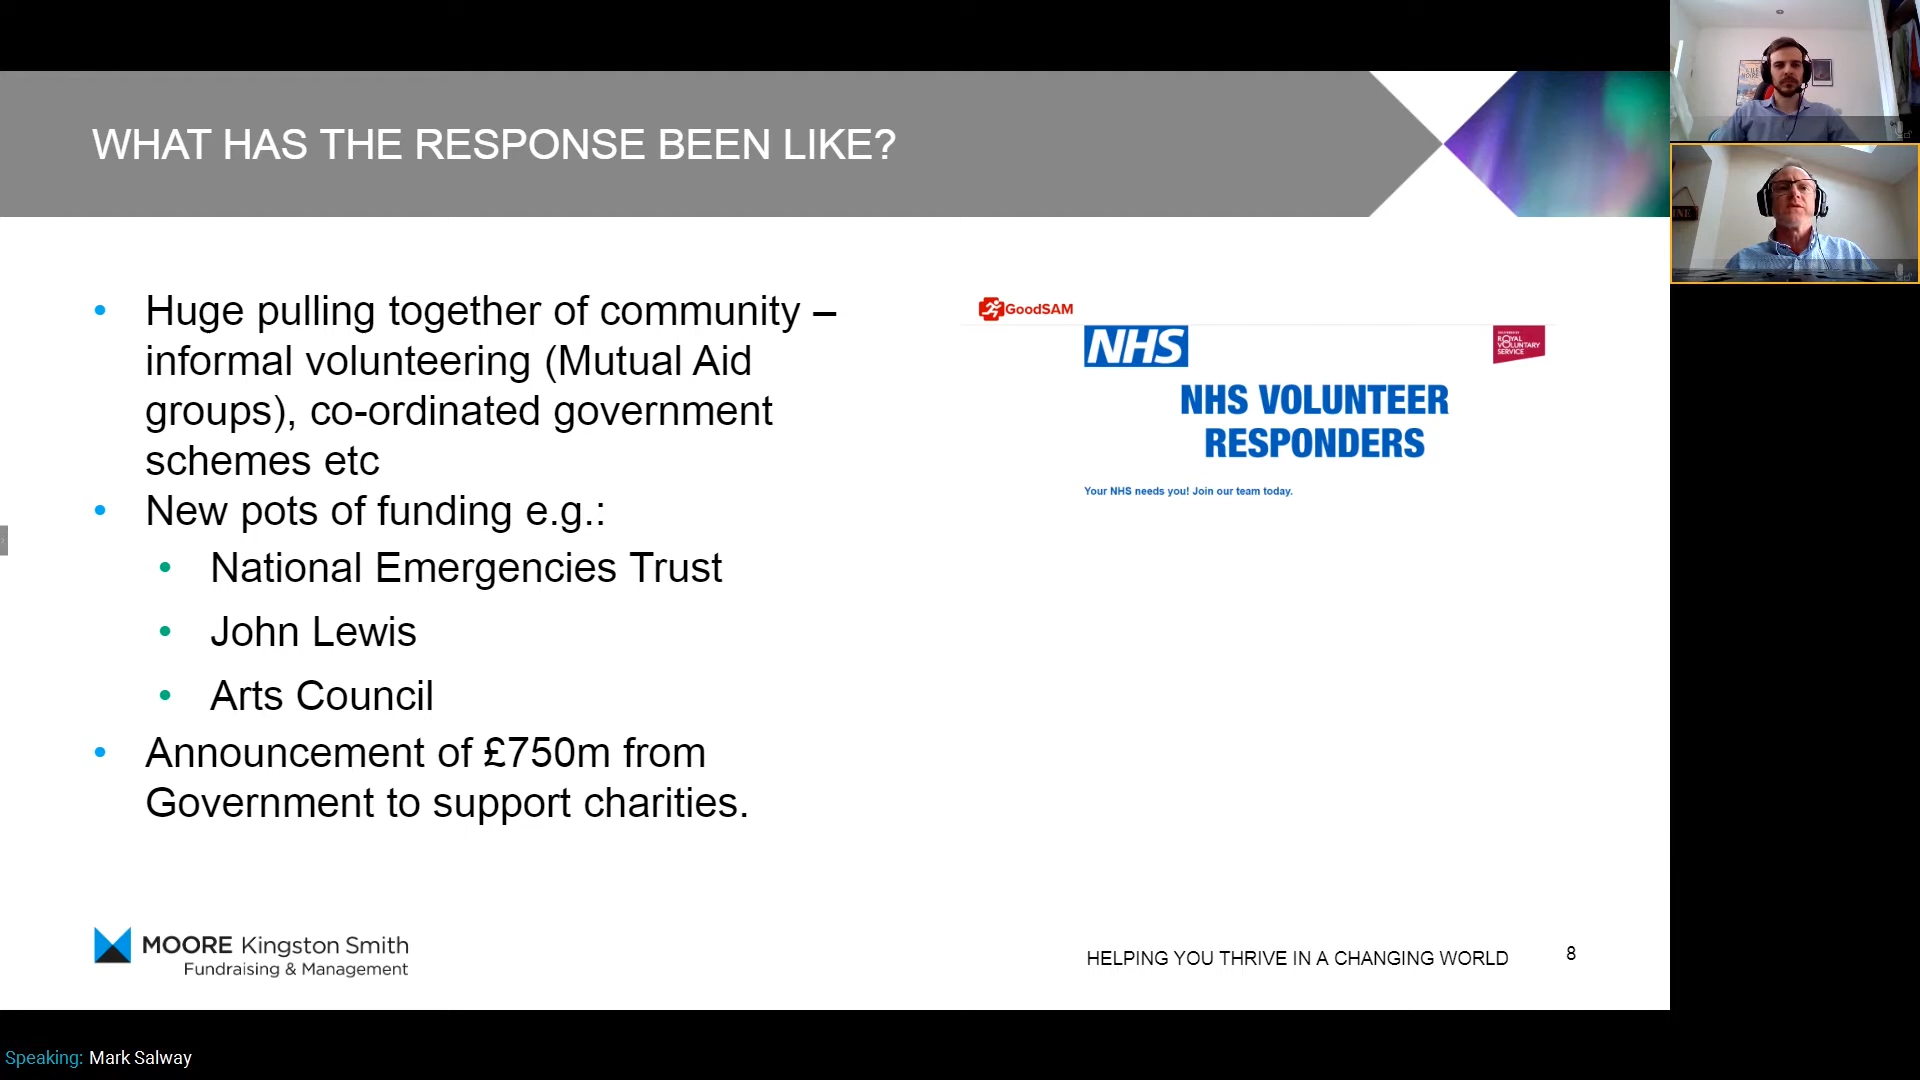 WHAT HAS THE RESPONSE BEEN LIKE?
• Huge pulling together of community –
informal volunteering (Mutual Aid
groups), co-ordinated government
schemes etc
• New pots of funding e.g.:
• National Emergencies Trust
• John Lewis
• Arts Council
• Announcement of £750m from
Government to support charities.
GoodSAM
NHS
ROYAL
VOLUNTARY
SERVICE
NHS VOLUNTEER
RESPONDERS
Your NHS needs you! Join our team today.
MOORE Kingston Smith
Fundraising & Management
HELPING YOU THRIVE IN A CHANGING WORLD
8
Speaking: Mark Salway